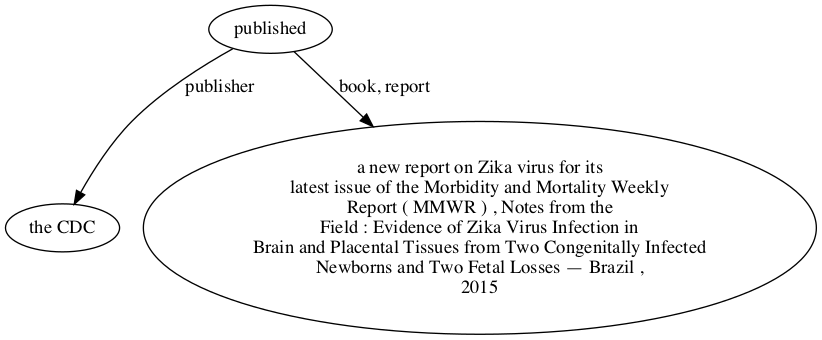 published
publisher
book, report
the CDC
a new report on Zika virus for its
latest issue of the Morbidity and Mortality Weekly
Report ( MMWR ) , Notes from the
Field : Evidence of Zika Virus Infection in
Brain and Placental Tissues from Two Congenitally Infected
Newborns and Two Fetal Losses — Brazil ,
2015